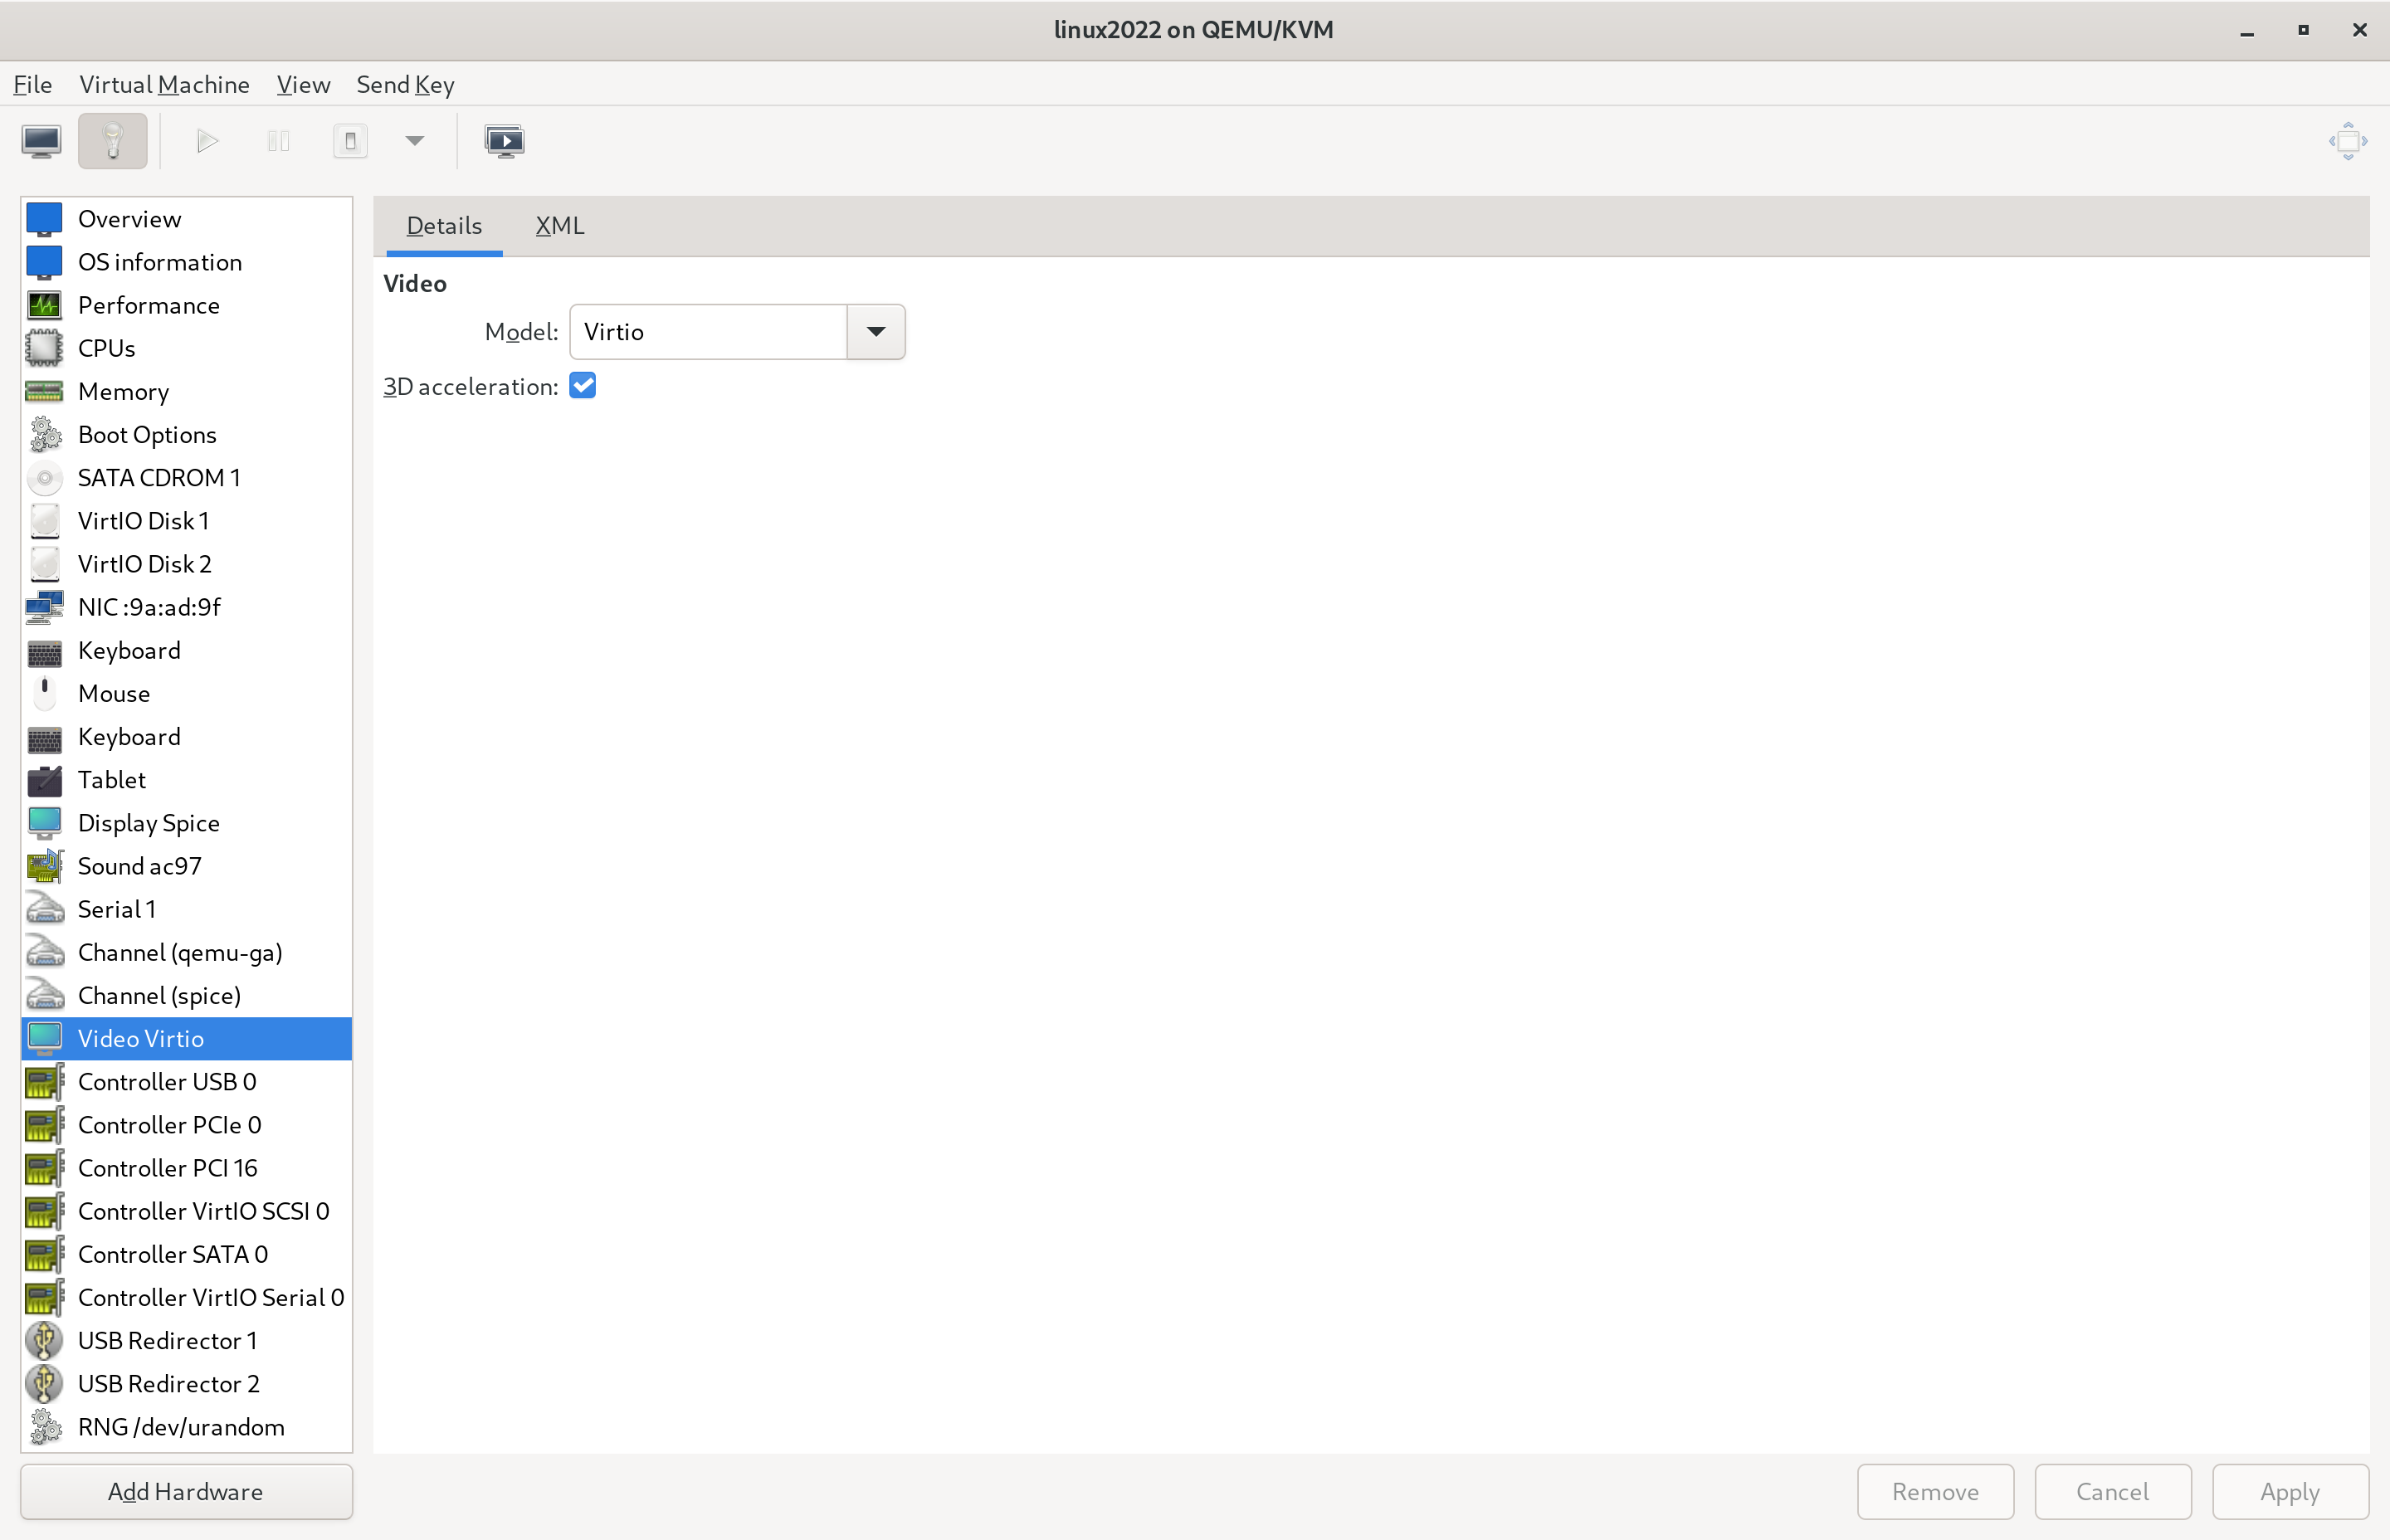 linux2022 on QEMU/KVM
File Virtual Machine View Send Key
Overview
OS information
Performance
CPUs
Memory
Boot Options
SATA CDROM 1
VirtIO Disk 1
VirtIO Disk 2
NIC :9a:ad:9f
Keyboard
Mouse
Keyboard
Tablet
Display Spice
Sound ac97
Serial 1
Channel (qemu-ga)
Channel (spice)
Video Virtio
Controller USB 0
Controller PCIe 0
Controller PCI 16
Controller VirtIO SCSI 0
Controller SATA 0
Controller VirtIO Serial 0
USB Redirector 1
USB Redirector 2
RNG /dev/urandom
Add Hardware
Details XML
Video
Model: Virtio
3D acceleration:
Remove Cancel Apply